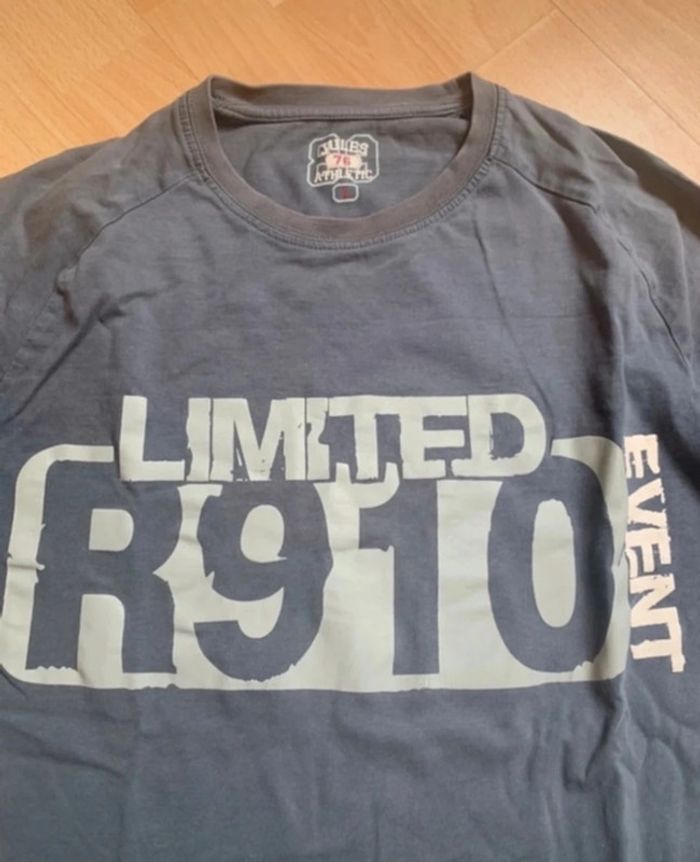 JULES
76
ATHLETIC
LIMITED
R910
EVENT